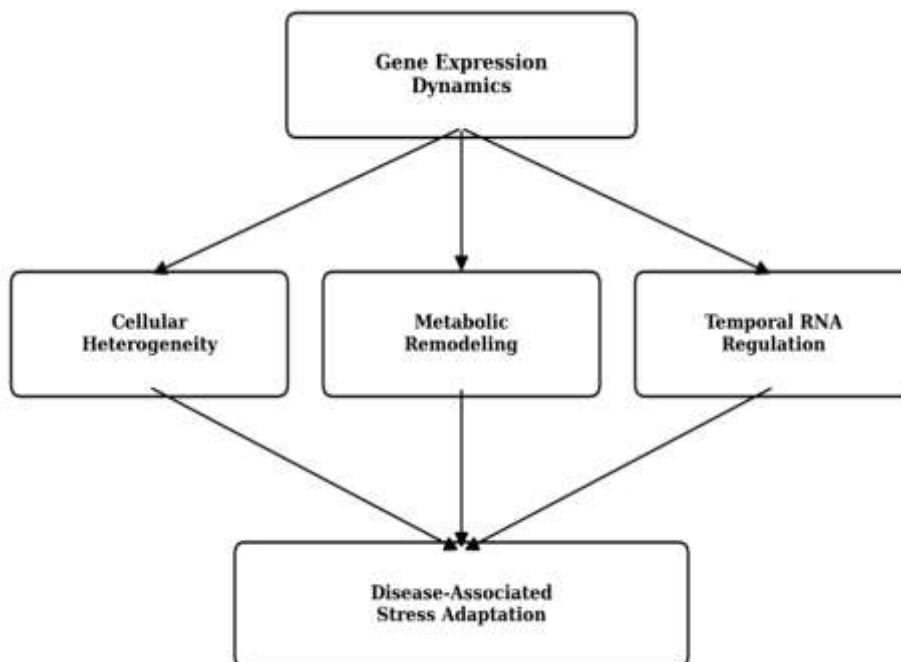 Gene Expression
Dynamics
Cellular
Heterogeneity
Metabolic
Remodeling
Temporal RNA
Regulation
Disease-Associated
Stress Adaptation